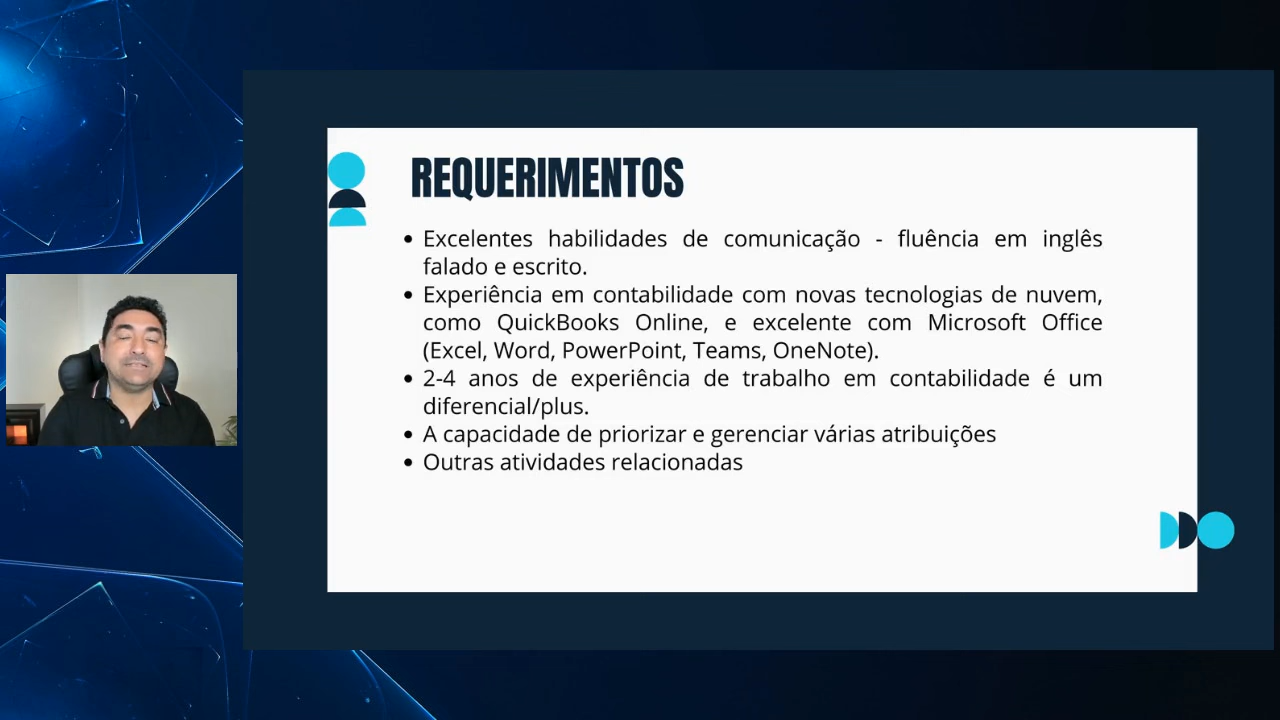 REQUERIMENTOS
• Excelentes habilidades de comunicação - fluência em inglês
falado e escrito.
• Experiência em contabilidade com novas tecnologias de nuvem,
como QuickBooks Online, e excelente com Microsoft Office
(Excel, Word, PowerPoint, Teams, OneNote).
• 2-4 anos de experiência de trabalho em contabilidade é um
diferencial/plus.
• A capacidade de priorizar e gerenciar várias atribuições
• Outras atividades relacionadas